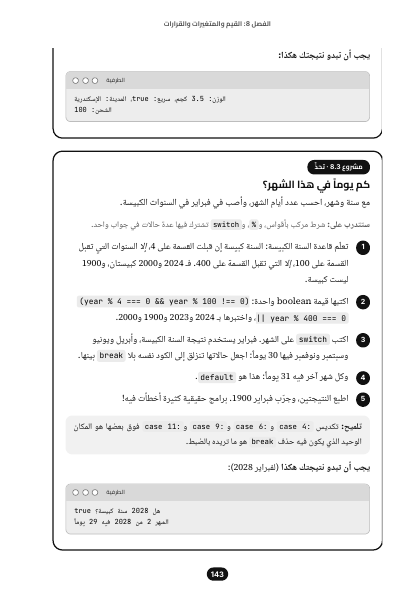 الفصل 8: القيم والمتغيرات والقرارات
يجب أن تبدو نتيجتك هكذا:
الطرفية
الوزن: 3.5 كجم، سريع: true، المدينة: الإسكندرية
الشحن: 100
مشروع 8.3 · تحدٍّ
كم يوماً في هذا الشهر؟
مع سنة وشهر، احسب عدد أيام الشهر، وأصب في فبراير في السنوات الكبيسة.
ستتدرب على: شرط مركب بأقواس، و %، و switch تشترك فيها عدة حالات في جواب واحد.
1 تعلّم قاعدة السنة الكبيسة: السنة كبيسة إن قبلت القسمة على 4، إلا السنوات التي تقبل
القسمة على 100، إلا التي تقبل القسمة على 400. فـ 2024 و2000 كبيستان، و1900
ليست كبيسة.
2 اكتبها قيمة boolean واحدة: (year % 4 === 0 && year % 100 !== 0)
|| year % 400 === 0، واختبرها بـ 2024 و2023 و1900 و2000.
3 اكتب switch على الشهر. فبراير يستخدم نتيجة السنة الكبيسة، وأبريل ويونيو
وسبتمبر ونوفمبر فيها 30 يوماً: اجعل حالاتها تنزلق إلى الكود نفسه بلا break بينها.
4 وكل شهر آخر فيه 31 يوماً: هذا هو default.
5 اطبع النتيجتين، وجرّب فبراير 1900. برامج حقيقية كثيرة أخطأت فيه!
تلميح: تكديس case 4: و case 6: و case 9: و case 11: فوق بعضها هو المكان
الوحيد الذي يكون فيه حذف break هو ما تريده بالضبط.
يجب أن تبدو نتيجتك هكذا (لفبراير 2028):
الطرفية
هل 2028 سنة كبيسة؟ true
الشهر 2 من 2028 فيه 29 يوماً
143